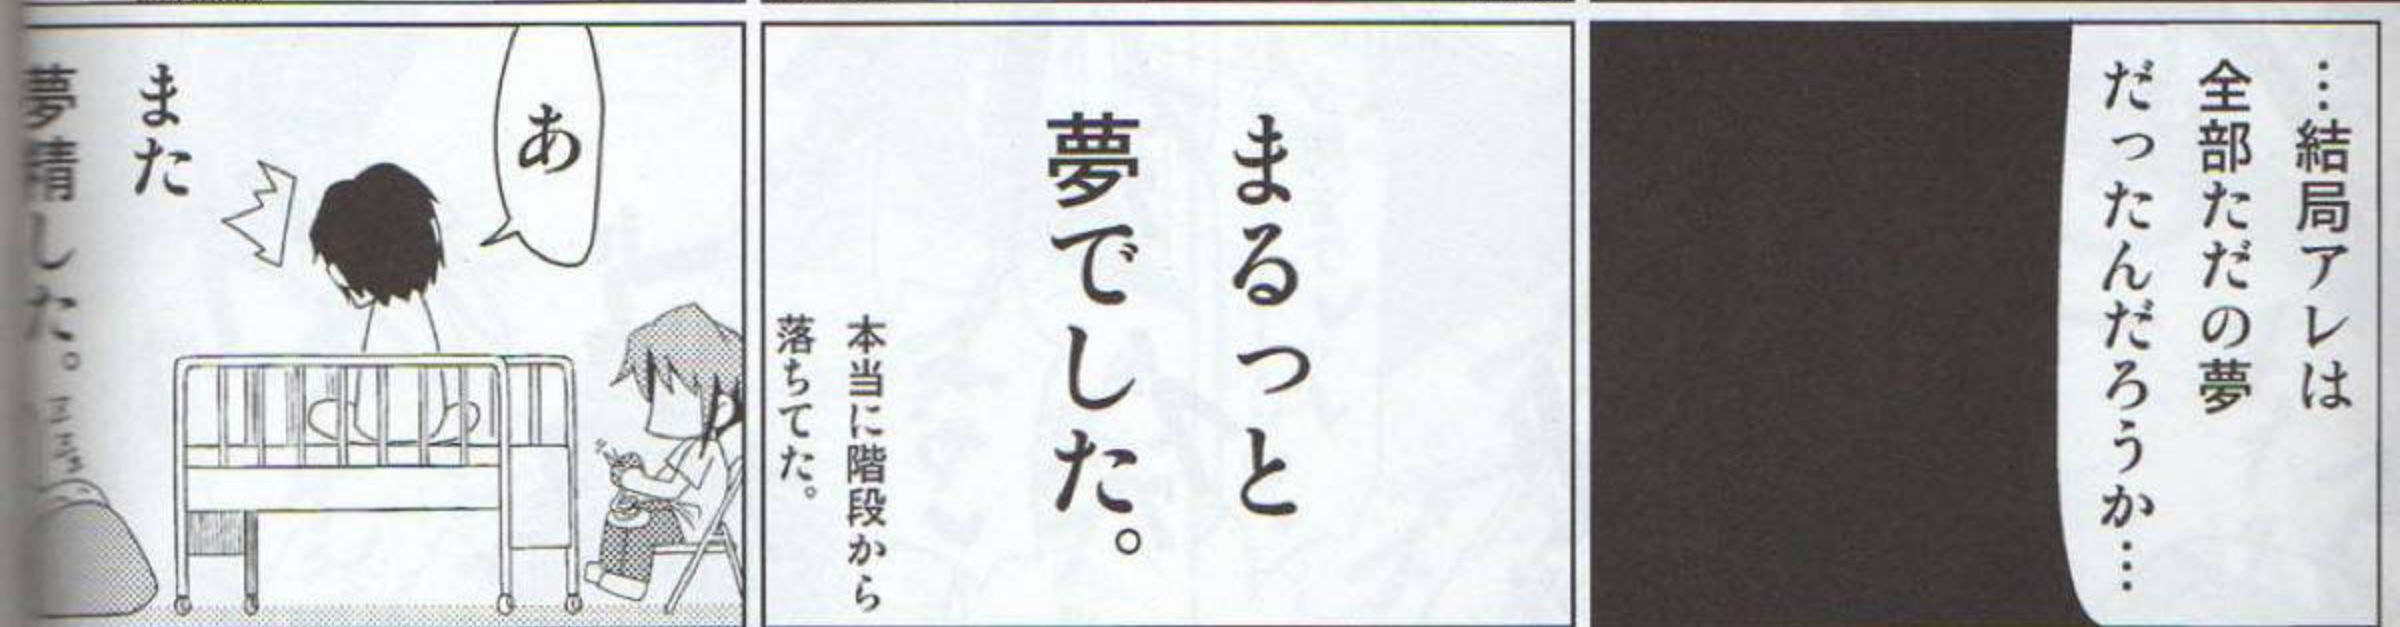 …結局アレは
全部ただの夢
だったんだろうか…
まるっと
夢でした。
本当に階段から
落ちてた。
あ
また
夢精した。